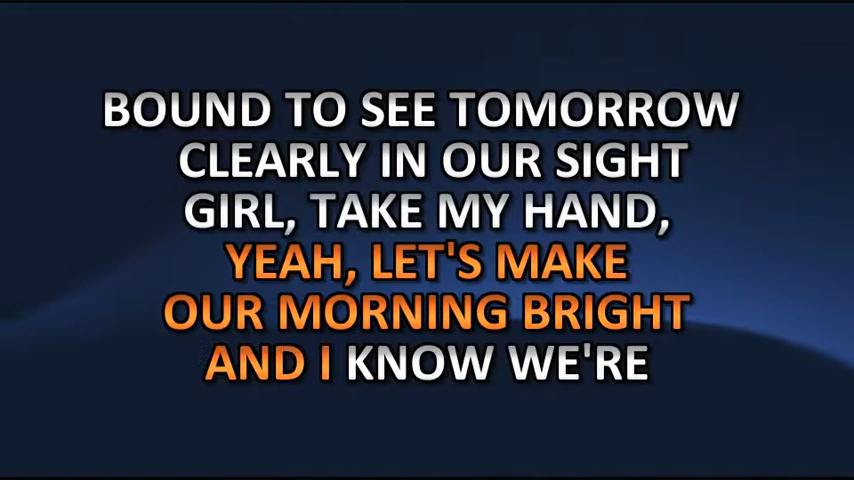 BOUND TO SEE TOMORROW
CLEARLY IN OUR SIGHT
GIRL, TAKE MY HAND,
YEAH, LET'S MAKE
OUR MORNING BRIGHT
AND I KNOW WE'RE